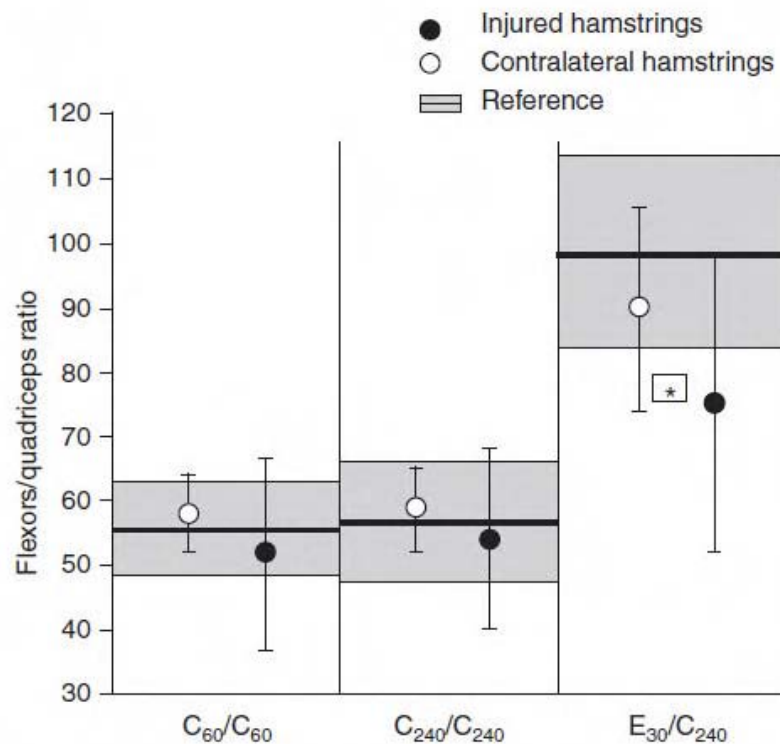 Injured hamstrings
Contralateral hamstrings
Reference
Flexors/quadriceps ratio
120
110
100
90
80
70
60
50
40
30
*
C₆₀/C₆₀ C₂₄₀/C₂₄₀ E₃₀/C₂₄₀